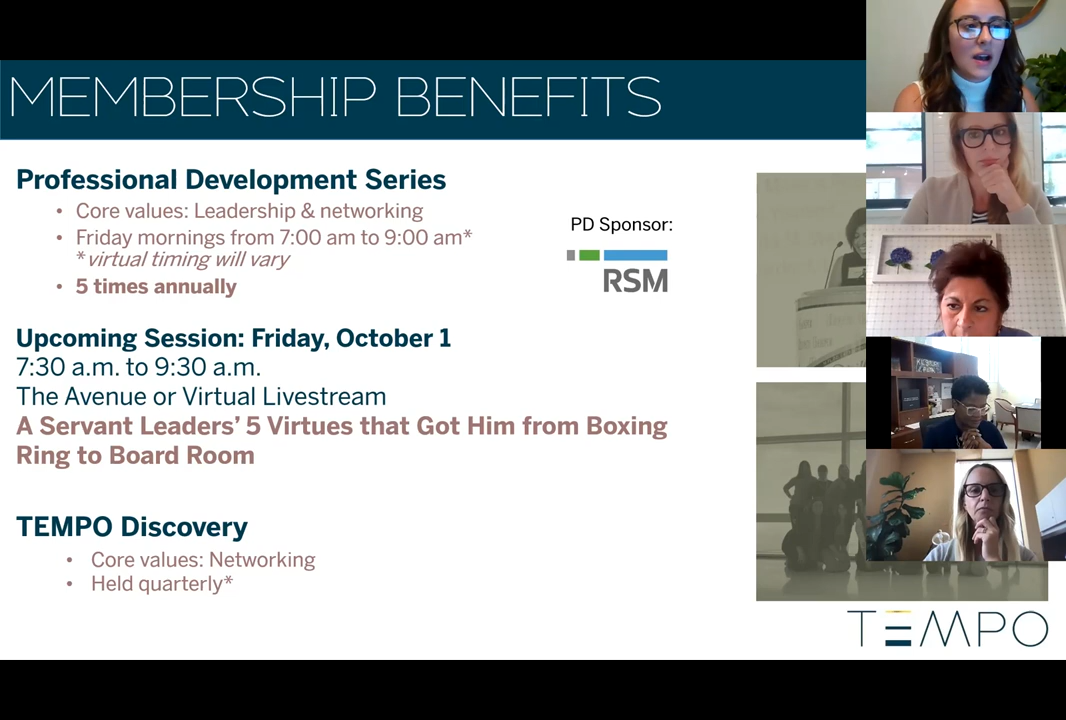 MEMBERSHIP BENEFITS
Professional Development Series
• Core values: Leadership & networking
• Friday mornings from 7:00 am to 9:00 am*
*virtual timing will vary
• 5 times annually
PD Sponsor:
RSM
Upcoming Session: Friday, October 1
7:30 a.m. to 9:30 a.m.
The Avenue or Virtual Livestream
A Servant Leaders' 5 Virtues that Got Him from Boxing
Ring to Board Room
TEMPO Discovery
• Core values: Networking
• Held quarterly*
TEMPO